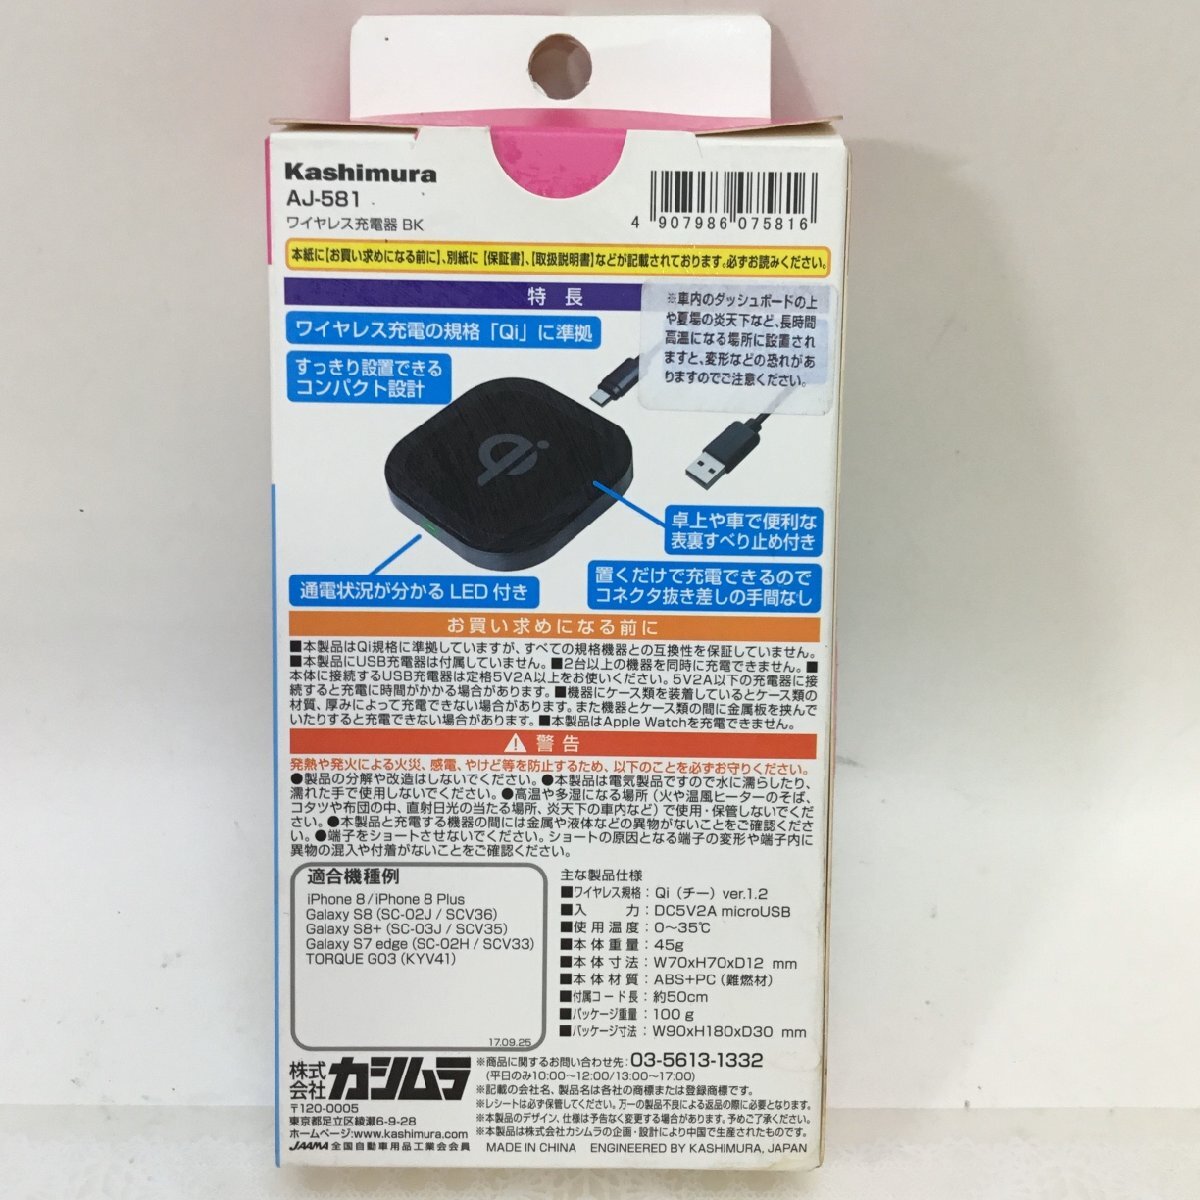 Kashimura
AJ-581
ワイヤレス充電器 BK
4 907986 075816
本紙に【お買い求めになる前に】、別紙に【保証書】、【取扱説明書】などが記載されております。必ずお読みください。
特長
※車内のダッシュボードの上
や夏場の炎天下など、長時間
高温になる場所に設置され
ますと、変形などの恐れがあ
りますのでご注意ください。
ワイヤレス充電の規格「Qi」に準拠
すっきり設置できる
コンパクト設計
卓上や車で便利な
表裏すべり止め付き
通電状況が分かるLED付き
置くだけで充電できるので
コネクタ抜き差しの手間なし
お買い求めになる前に
■本製品はQi規格に準拠していますが、すべての規格機器との互換性を保証していません。
■本製品にUSB充電器は付属していません。■2台以上の機器を同時に充電できません。■
本体に接続するUSB充電器は定格5V2A以上をお使いください。5V2A以下の充電器に接
続すると充電に時間がかかる場合があります。■機器にケース類を装着しているとケース類の
材質、厚みによって充電できない場合があります。また機器とケース類の間に金属板を挟んで
いたりすると充電できない場合があります。■本製品はApple Watchを充電できません。
警告
発熱や発火による火災、感電、やけど等を防止するため、以下のことを必ずお守りください。
●製品の分解や改造はしないでください。●本製品は電気製品ですので水に濡らしたり、
濡れた手で使用しないでください。●高温や多湿になる場所(火や温風ヒーターのそば、
コタツや布団の中、直射日光の当たる場所、炎天下の車内など)で使用・保管しないでくだ
さい。●本製品と充電する機器の間には金属や液体などの異物がないことをご確認くださ
い。●端子をショートさせないでください。ショートの原因となる端子の変形や端子内に
異物の混入や付着がないことをご確認ください。
適合機種例
iPhone 8/iPhone 8 Plus
Galaxy S8(SC-02J / SCV36)
Galaxy S8+(SC-03J / SCV35)
Galaxy S7 edge(SC-02H / SCV33)
TORQUE G03(KYV41)
17.09.25
主な製品仕様
■ワイヤレス規格:Qi(チー)ver.1.2
■入力:DC5V2A microUSB
■使用温度:0~35℃
■本体重量:45g
■本体寸法:W70xH70xD12 mm
■本体材質:ABS+PC(難燃材)
■付属コード長:約50cm
■パッケージ重量:100g
■パッケージ寸法:W90xH180xD30 mm
株式会社カシムラ
〒120-0005
東京都足立区綾瀬6-9-28
ホームページ:www.kashimura.com
JAAMA 全国自動車用品工業会会員
※商品に関するお問い合わせ先:03-5613-1332
(平日のみ10:00~12:00/13:00~17:00)
※記載の会社名、製品名は各社の商標または登録商標です。
※レシートは必ず保管してください。万一の製品不良による返品の際に必要となります。
※本製品のデザイン、仕様は予告なく変更する場合があります。予めご了承ください。
※本製品は株式会社カシムラの企画・設計により中国で生産されたものです。
MADE IN CHINA ENGINEERED BY KASHIMURA, JAPAN